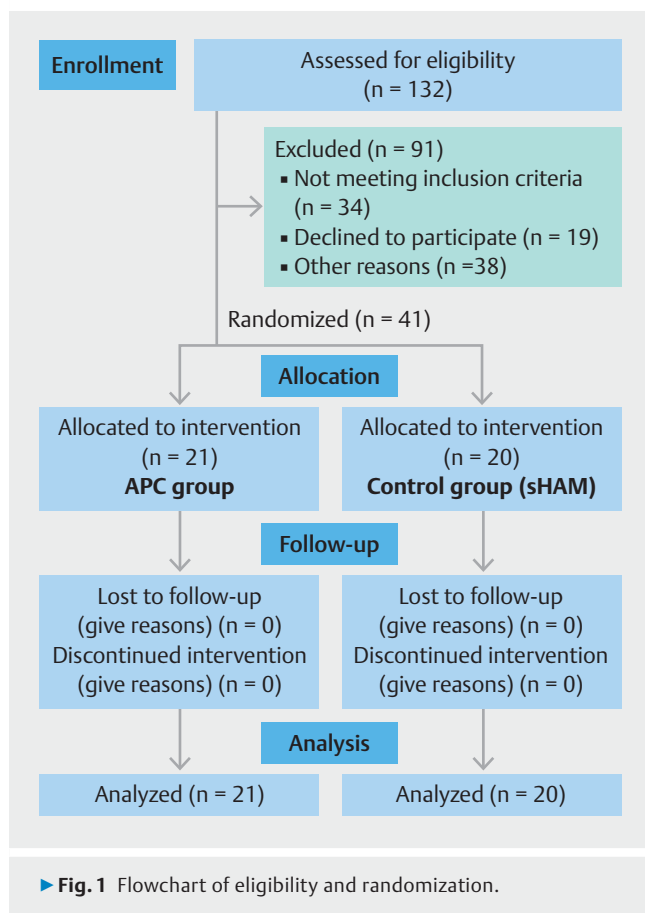 Enrollment
Assessed for eligibility
(n = 132)
Excluded (n = 91)
▪ Not meeting inclusion criteria
(n = 34)
▪ Declined to participate (n = 19)
▪ Other reasons (n =38)
Randomized (n = 41)
Allocation
Allocated to intervention
(n = 21)
APC group
Allocated to intervention
(n = 20)
Control group (sHAM)
Follow-up
Lost to follow-up
(give reasons) (n = 0)
Discontinued intervention
(give reasons) (n = 0)
Lost to follow-up
(give reasons) (n = 0)
Discontinued intervention
(give reasons) (n = 0)
Analysis
Analyzed (n = 21)
Analyzed (n = 20)
▶ Fig. 1 Flowchart of eligibility and randomization.